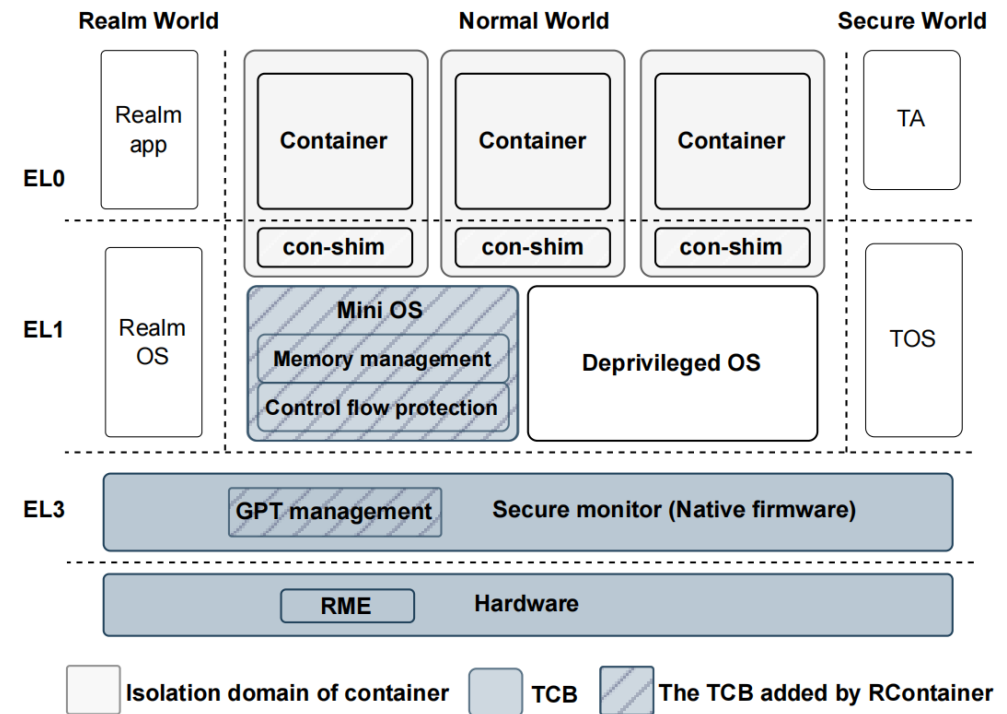 Realm World
Normal World
Secure World
EL0
Realm
app
Container
Container
Container
TA
con-shim
con-shim
con-shim
EL1
Realm
OS
Mini OS
Memory management
Control flow protection
Deprivileged OS
TOS
EL3
GPT management
Secure monitor (Native firmware)
RME
Hardware
Isolation domain of container
TCB
The TCB added by RContainer